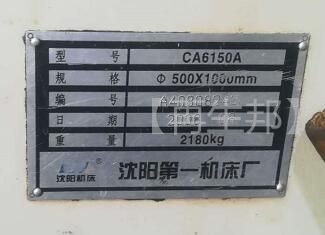 型 号 CA6150A
规 格 Φ 500X1000mm
编 号
日 期
重 量 2180kg
沈阳机床 沈阳第一机床厂